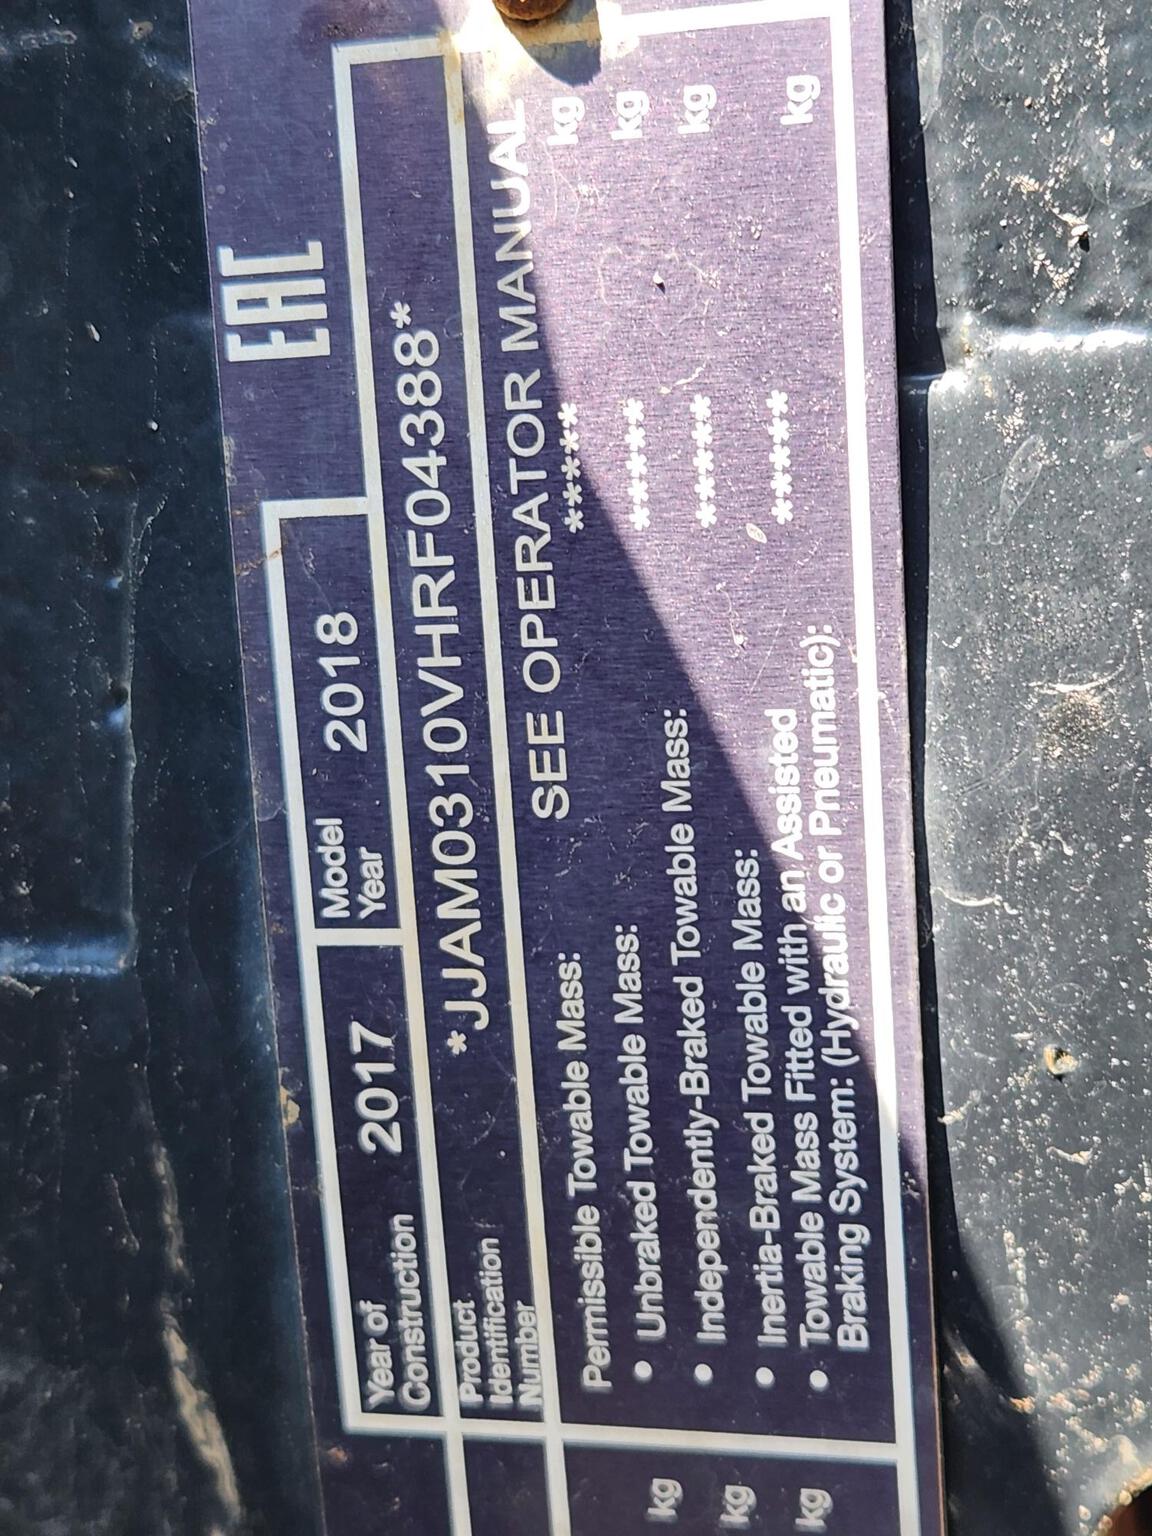 EAC
Year of
Construction
2017
Model
Year
2018
Product
Identification
Number
*JJAM0310VHRF04388*
SEE OPERATOR MANUAL
Permissible Towable Mass: ***** kg
• Unbraked Towable Mass: ***** kg
• Independently-Braked Towable Mass: ***** kg
• Inertia-Braked Towable Mass:
• Towable Mass Fitted with an Assisted ***** kg
Braking System: (Hydraulic or Pneumatic):
kg
kg
kg